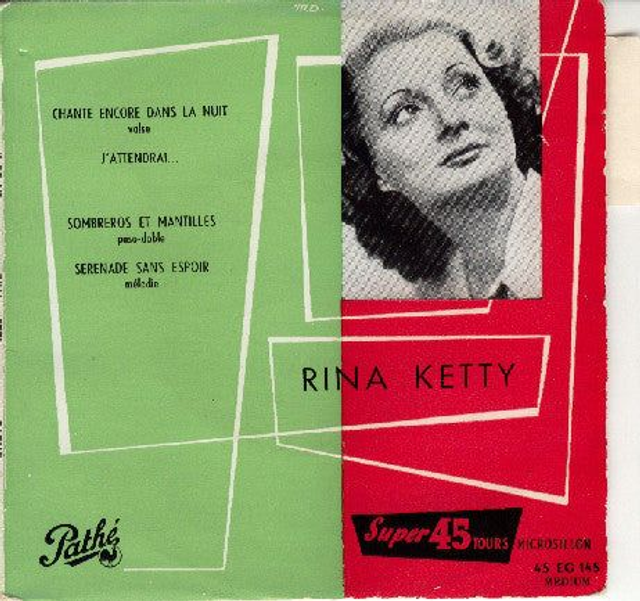 M.D.
CHANTE ENCORE DANS LA NUIT
valse
J'ATTENDRAI...
SOMBREROS ET MANTILLES
paso-doble
SERENADE SANS ESPOIR
mélodie
RINA KETTY
Pathé
Super 45 TOURS MICROSILLON
45 EG 145
MEDIUM